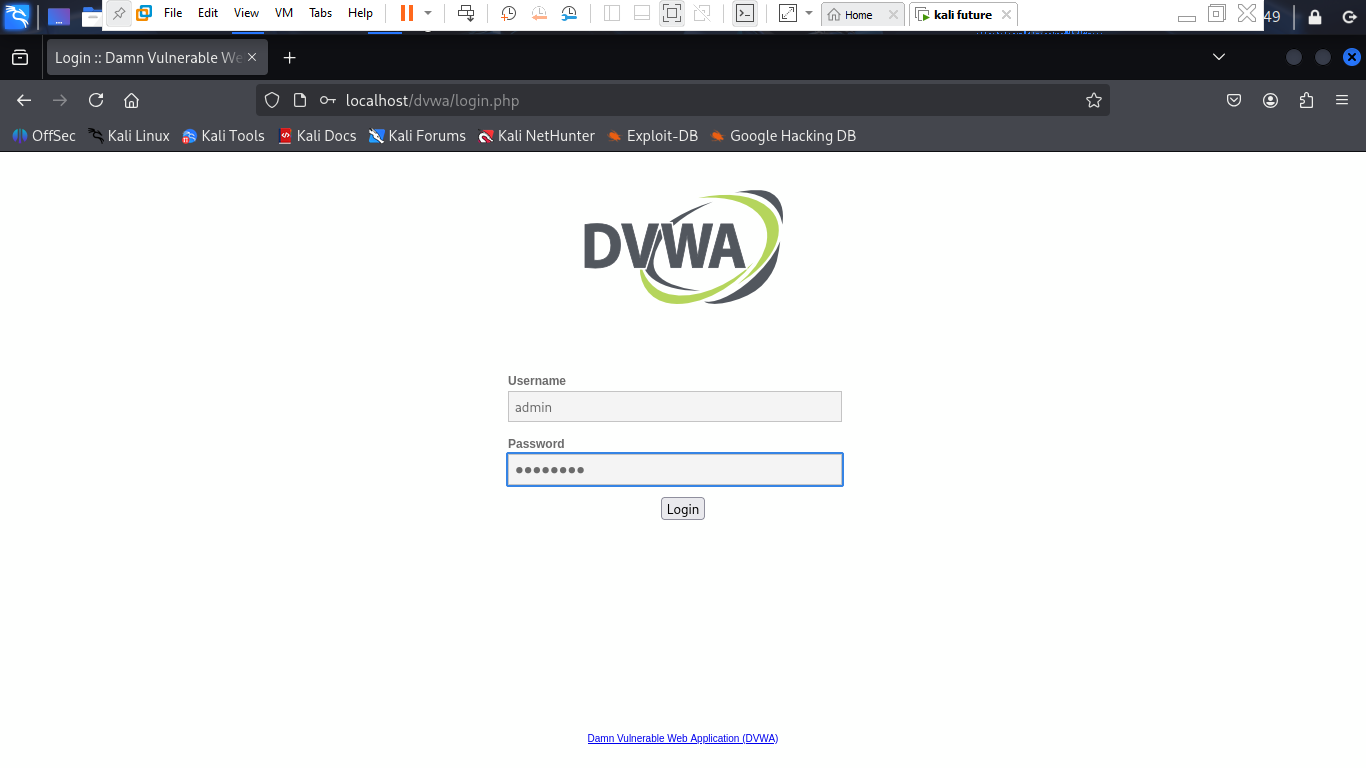 File Edit View VM Tabs Help Home kali future 49
Login :: Damn Vulnerable We
localhost/dvwa/login.php
OffSec Kali Linux Kali Tools Kali Docs Kali Forums Kali NetHunter Exploit-DB Google Hacking DB
DVWA
Username
admin
Password
Login
Damn Vulnerable Web Application (DVWA)